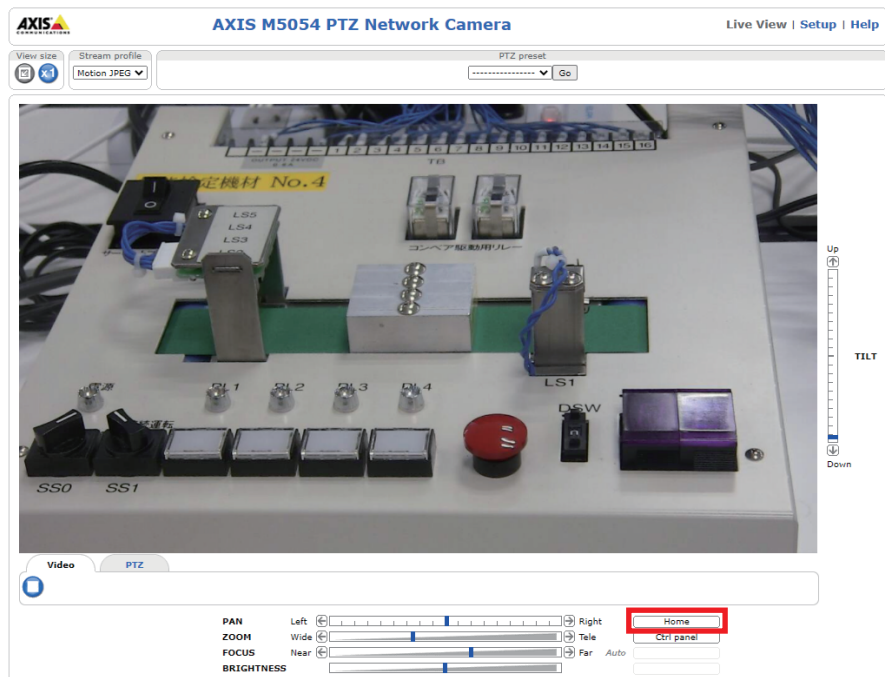 AXIS
COMMUNICATIONS
AXIS M5054 PTZ Network Camera
Live View | Setup | Help
View size
Stream profile
PTZ preset
x1
Motion JPEG
---------------- Go
1 2 3 4 5 6 7 8 9 10 11 12 13 14 15 16
TB
検定機材 No.4
LS5
LS4
LS3
コンベア駆動用リレー
LS1
PL3
DSW
SS0
SS1
Up
TILT
Down
Video
PTZ
PAN Left Right Home
ZOOM Wide Tele Ctrl panel
FOCUS Near Far Auto
BRIGHTNESS